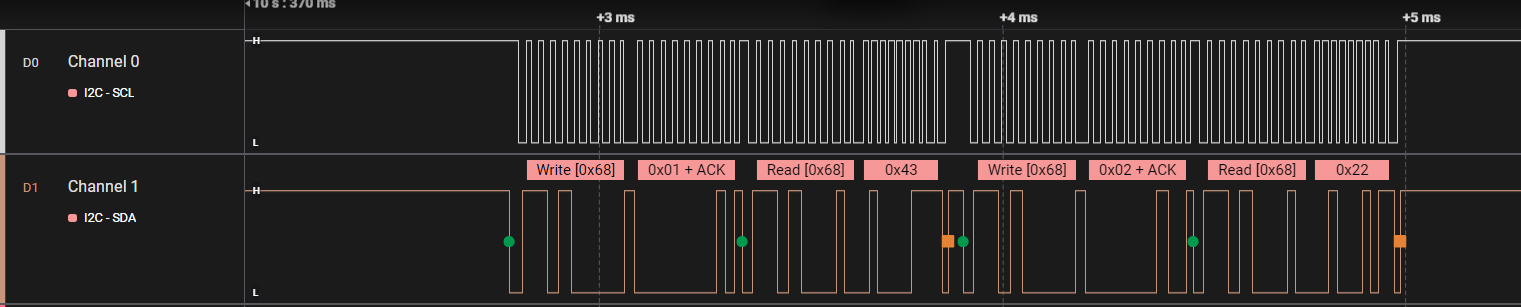 10 s : 370 ms
+3 ms
+4 ms
+5 ms
D0
Channel 0
I2C - SCL
H
L
D1
Channel 1
I2C - SDA
H
L
Write [0x68]
0x01 + ACK
Read [0x68]
0x43
Write [0x68]
0x02 + ACK
Read [0x68]
0x22